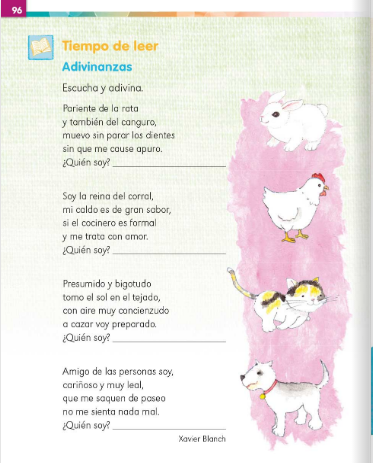 96
Tiempo de leer
Adivinanzas
Escucha y adivina.
Pariente de la rata
y también del canguro,
muevo sin parar los dientes
sin que me cause apuro.
¿Quién soy?
Soy la reina del corral,
mi caldo es de gran sabor,
si el cocinero es formal
y me trata con amor.
¿Quién soy?
Presumido y bigotudo
tomo el sol en el tejado,
con aire muy concienzudo
a cazar voy preparado.
¿Quién soy?
Amigo de las personas soy,
cariñoso y muy leal,
que me saquen de paseo
no me sienta nada mal.
¿Quién soy?
Xavier Blanch